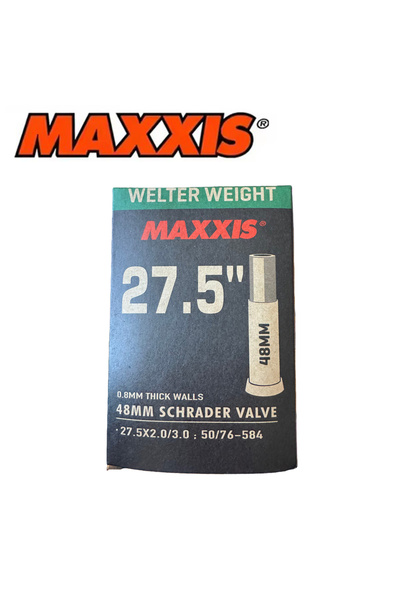 MAXXIS®
WELTER WEIGHT
MAXXIS®
27.5"
48MM
0.8MM THICK WALLS
48MM SCHRADER VALVE
·27.5X2.0/3.0 : 50/76-584